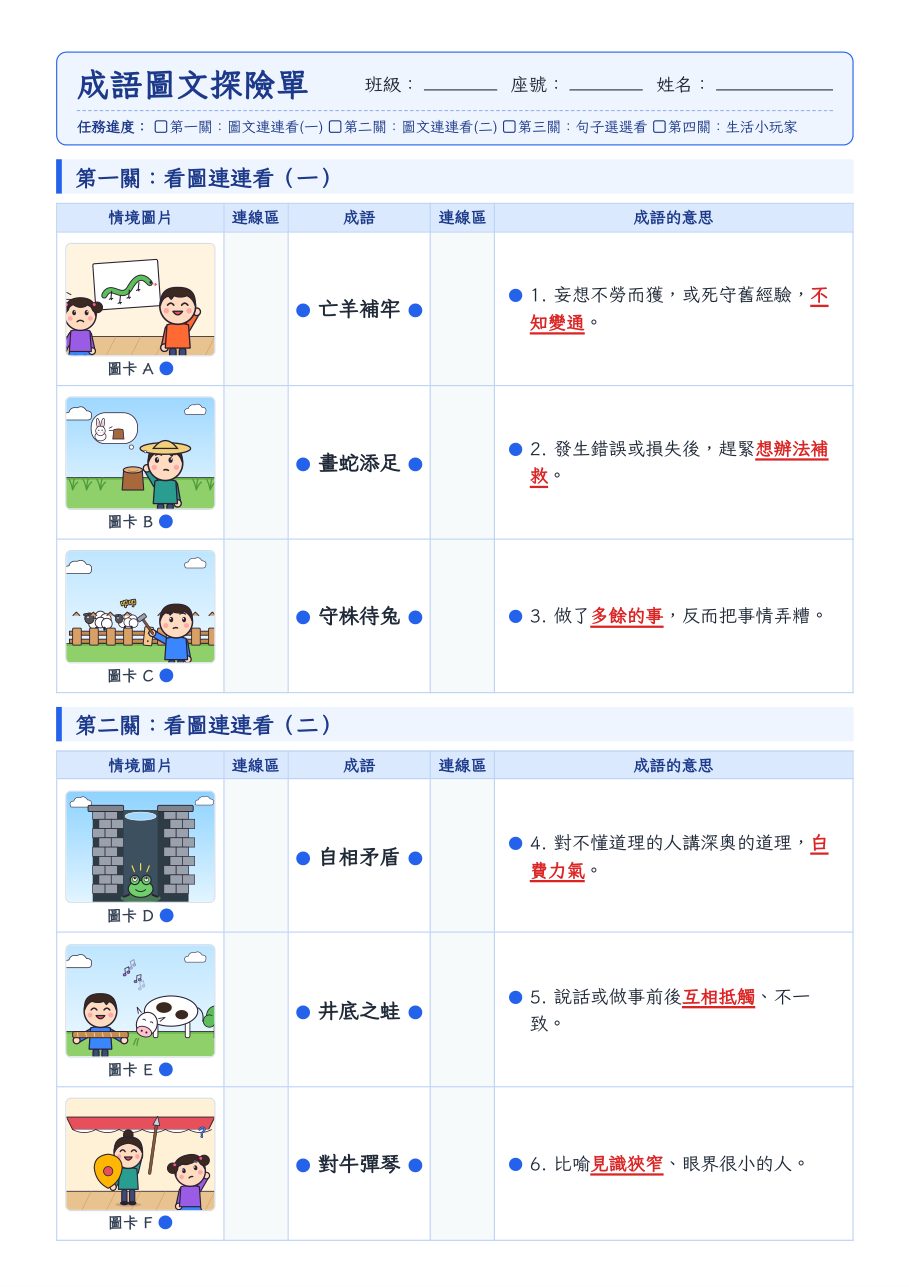 成語圖文探險單 班級： 座號： 姓名：
任務進度： 第一關：圖文連連看(一) 第二關：圖文連連看(二) 第三關：句子選選看 第四關：生活小玩家
第一關：看圖連連看（一）
情境圖片 連線區 成語 連線區 成語的意思
圖卡 A
亡羊補牢
1. 妄想不勞而獲，或死守舊經驗，不
知變通。
圖卡 B
畫蛇添足
2. 發生錯誤或損失後，趕緊想辦法補
救。
圖卡 C
守株待兔
3. 做了多餘的事，反而把事情弄糟。
第二關：看圖連連看（二）
情境圖片 連線區 成語 連線區 成語的意思
圖卡 D
自相矛盾
4. 對不懂道理的人講深奧的道理，白
費力氣。
圖卡 E
井底之蛙
5. 說話或做事前後互相抵觸、不一
致。
?
圖卡 F
對牛彈琴
6. 比喻見識狹窄、眼界很小的人。